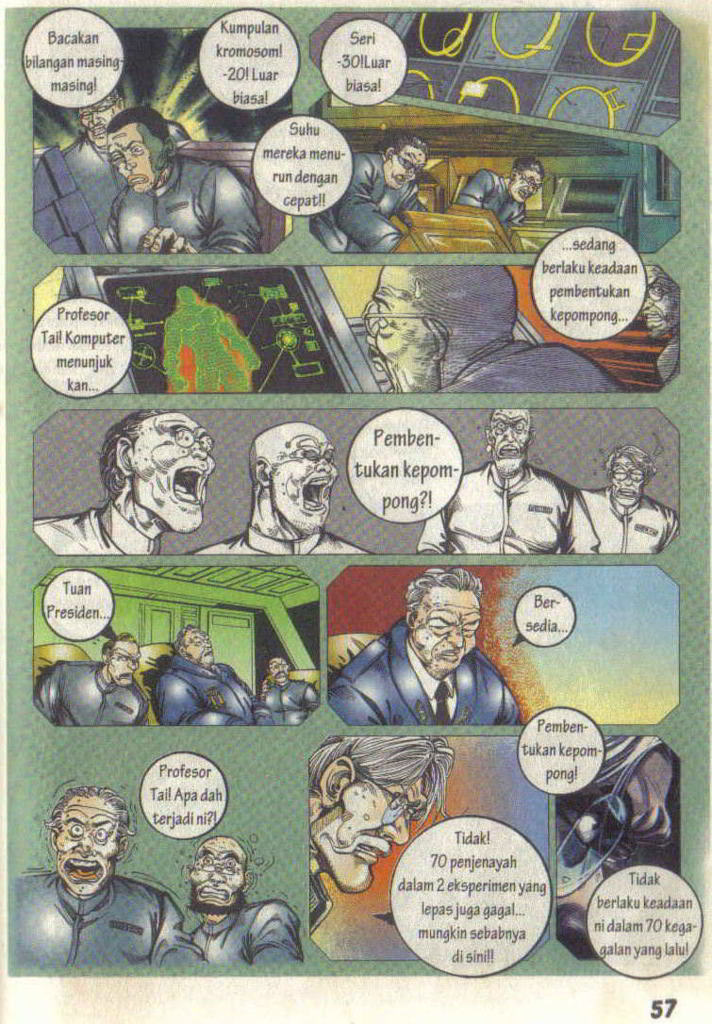 Bacakan
bilangan masing-
masing!
Kumpulan
kromosom!
-20! Luar
biasa!
Seri
-30!Luar
biasa!
Suhu
mereka menu-
run dengan
cepat!!
Profesor
Tai! Komputer
menunjuk
kan...
...sedang
berlaku keadaan
pembentukan
kepompong...
Pemben-
tukan kepom-
pong?!
Tuan
Presiden...
Ber-
sedia...
Profesor
Tai! Apa dah
terjadi ni?!
Pemben-
tukan kepom-
pong!
Tidak!
70 penjenayah
dalam 2 eksperimen yang
lepas juga gagal...
mungkin sebabnya
di sini!!
Tidak
berlaku keadaan
ni dalam 70 kega-
galan yang lalu!
57